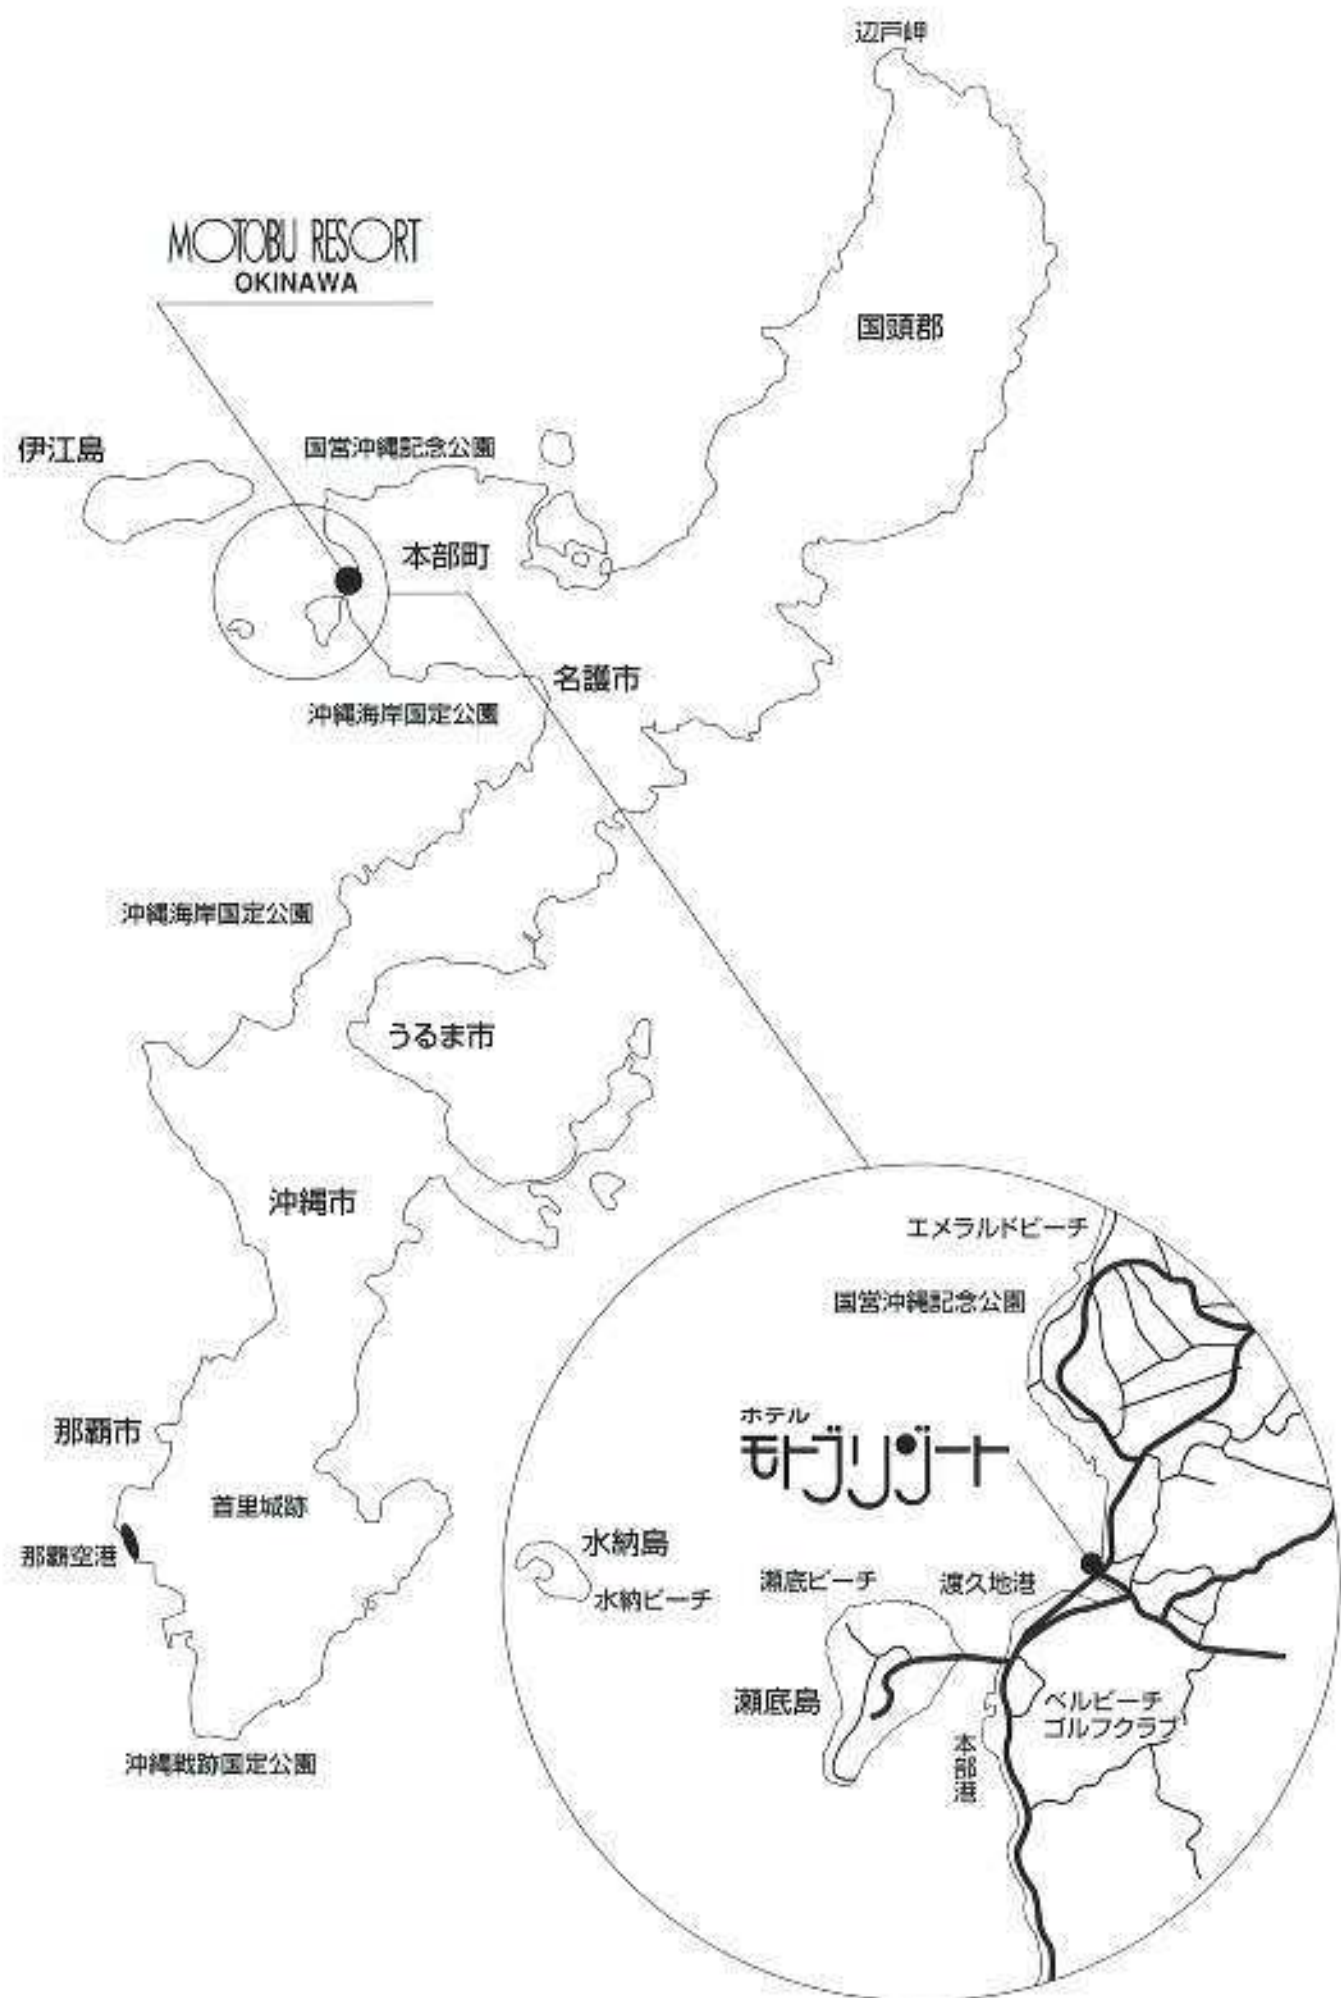 辺戸岬
MOTOBU RESORT
OKINAWA
国頭郡
伊江島
国営沖縄記念公園
本部町
名護市
沖縄海岸国定公園
沖縄海岸国定公園
うるま市
沖縄市
エメラルドビーチ
国営沖縄記念公園
ホテル
モトブリゾート
那覇市
首里城跡
那覇空港
水納島
水納ビーチ
瀬底ビーチ
渡久地港
瀬底島
ベルビーチ
ゴルフクラブ
本部港
沖縄戦跡国定公園